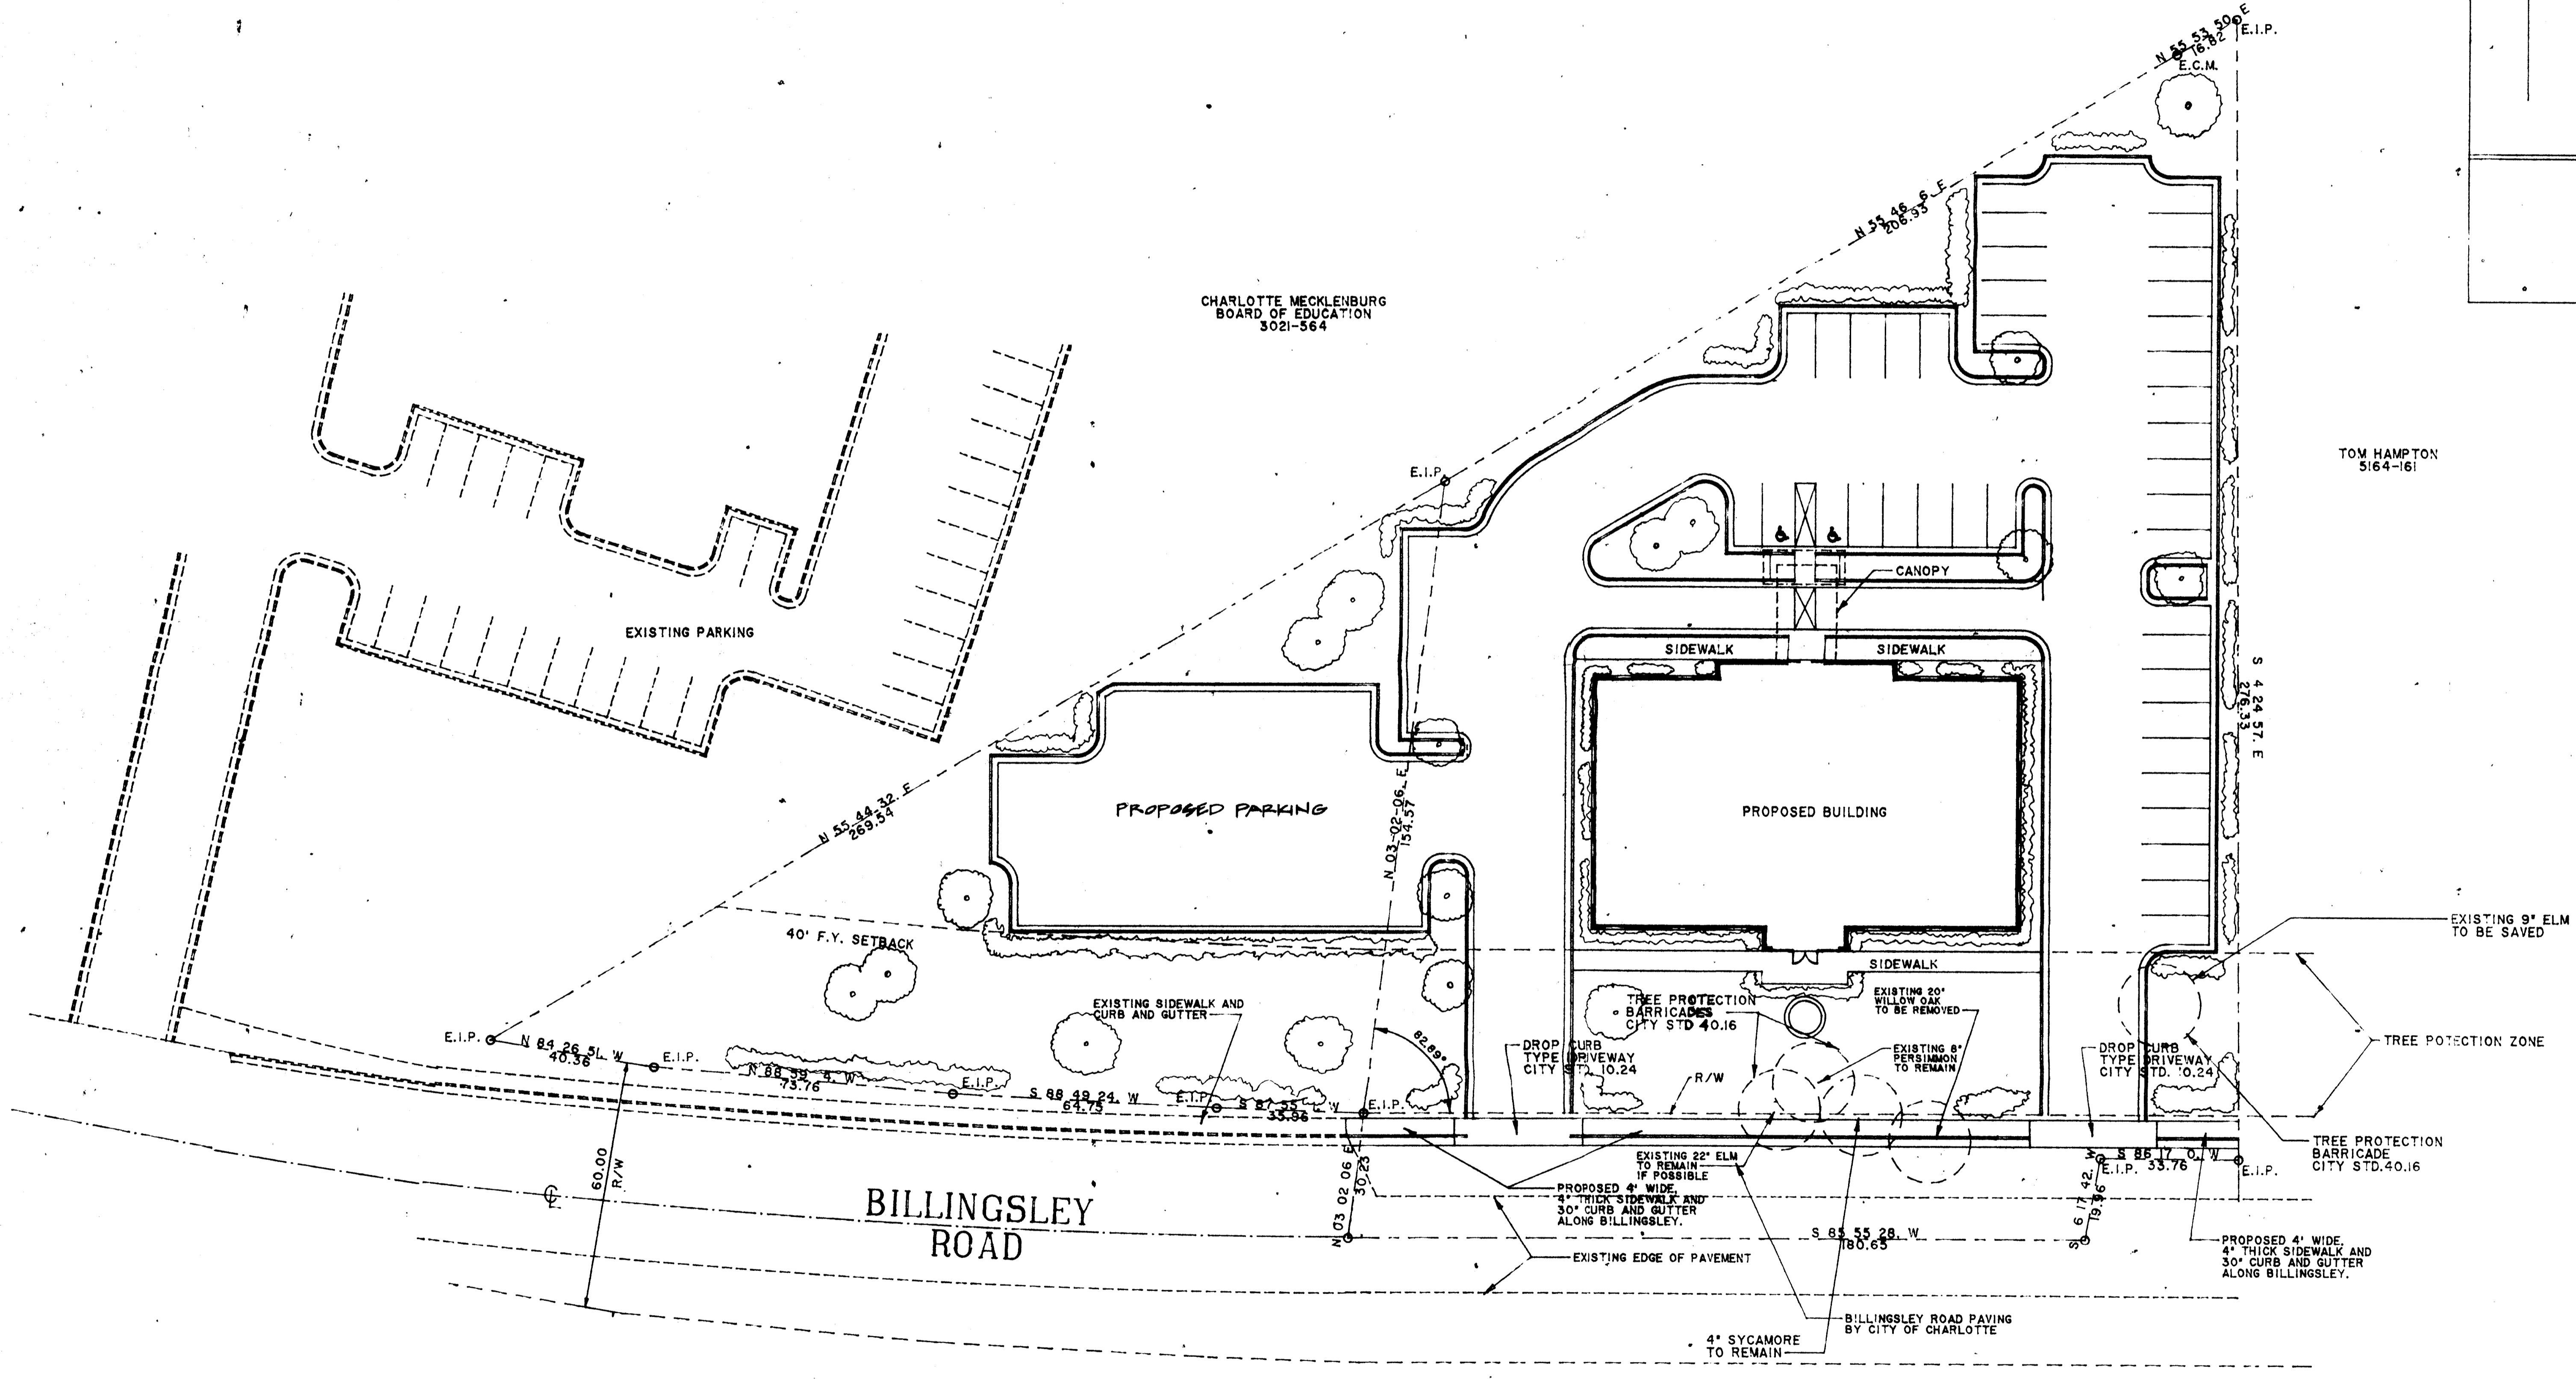 N 55 53 50 E
16.82
E.I.P.
E.C.M.
N 55 46 6 E
206.93
CHARLOTTE MECKLENBURG
BOARD OF EDUCATION
3021-564
TOM HAMPTON
5164-161
E.I.P.
CANOPY
EXISTING PARKING
SIDEWALK
SIDEWALK
S 4 24 57. E
276.33
N 55 44 32. E
269.54
PROPOSED PARKING
N 03-02-06 E
154.57
PROPOSED BUILDING
EXISTING 9" ELM
TO BE SAVED
40' F.Y. SETBACK
SIDEWALK
EXISTING SIDEWALK AND
CURB AND GUTTER
TREE PROTECTION
BARRICADES
CITY STD 40.16
EXISTING 20"
WILLOW OAK
TO BE REMOVED
E.I.P.
N 84 26 51. W
40.36
E.I.P.
N 88 59 4. W
73.76
E.I.P.
S 88 49 24. W
64.75
E.I.P.
33.96
E.I.P.
82.89°
DROP CURB
TYPE DRIVEWAY
CITY STD. 10.24
EXISTING 8"
PERSIMMON
TO REMAIN
R/W
DROP CURB
TYPE DRIVEWAY
CITY STD. 10.24
TREE POTECTION ZONE
TREE PROTECTION
BARRICADE
CITY STD.40.16
EXISTING 22" ELM
TO REMAIN
IF POSSIBLE
S 86 17 0. W
33.76
E.I.P.
E.I.P.
60.00
R/W
BILLINGSLEY
ROAD
N 03 02 06 E
30.23
PROPOSED 4' WIDE,
4" THICK SIDEWALK AND
30" CURB AND GUTTER
ALONG BILLINGSLEY.
S 6 17 42. W
19.96
S 85 55 28. W
180.65
EXISTING EDGE OF PAVEMENT
PROPOSED 4' WIDE,
4" THICK SIDEWALK AND
30" CURB AND GUTTER
ALONG BILLINGSLEY.
BILLINGSLEY ROAD PAVING
BY CITY OF CHARLOTTE
4" SYCAMORE
TO REMAIN